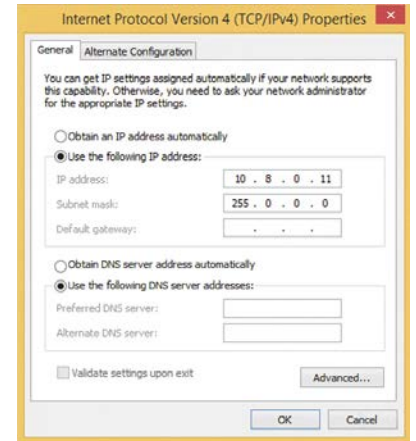 Internet Protocol Version 4 (TCP/IPv4) Properties
General
Alternate Configuration
You can get IP settings assigned automatically if your network supports
this capability. Otherwise, you need to ask your network administrator
for the appropriate IP settings.
Obtain an IP address automatically
Use the following IP address:
IP address: 10 . 8 . 0 . 11
Subnet mask: 255 . 0 . 0 . 0
Default gateway: . . .
Obtain DNS server address automatically
Use the following DNS server addresses:
Preferred DNS server:
Alternate DNS server:
Validate settings upon exit
Advanced...
OK
Cancel